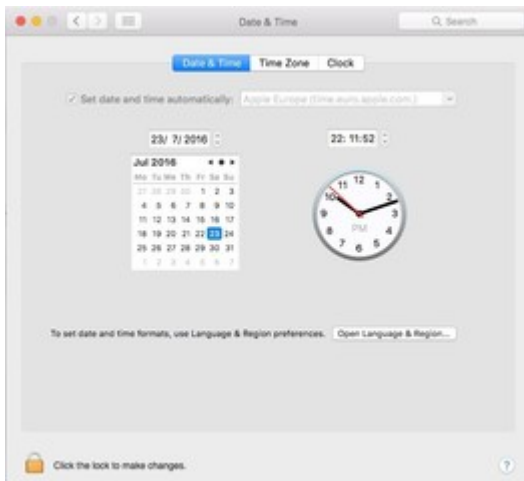 Date & Time
Search
Date & Time Time Zone Clock
Set date and time automatically: Apple Europe (time.euro.apple.com.)
23/ 7/2016
22: 11:52
Jul 2016
Mo Tu We Th Fr Sa Su
27 28 29 30 1 2 3
4 5 6 7 8 9 10
11 12 13 14 15 16 17
18 19 20 21 22 23 24
25 26 27 28 29 30 31
1 2 3 4 5 6 7
12
11 1
10 2
9 3
PM
8 4
7 5
6
To set date and time formats, use Language & Region preferences. Open Language & Region...
Click the lock to make changes.
?